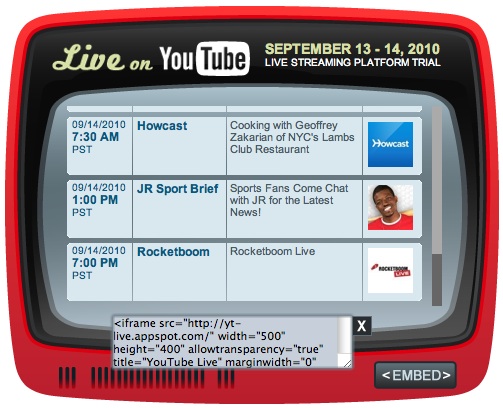 Live on YouTube
SEPTEMBER 13 - 14, 2010
LIVE STREAMING PLATFORM TRIAL
09/14/2010
7:30 AM
PST
Howcast
Cooking with Geoffrey
Zakarian of NYC's Lambs
Club Restaurant
Howcast
09/14/2010
1:00 PM
PST
JR Sport Brief
Sports Fans Come Chat
with JR for the Latest
News!
09/14/2010
7:00 PM
PST
Rocketboom
Rocketboom Live
ROCKETBOOM
LIVE
<iframe src="http://yt-
live.appspot.com/" width="500"
height="400" allowtransparency="true"
title="YouTube Live" marginwidth="0"
X
<EMBED>